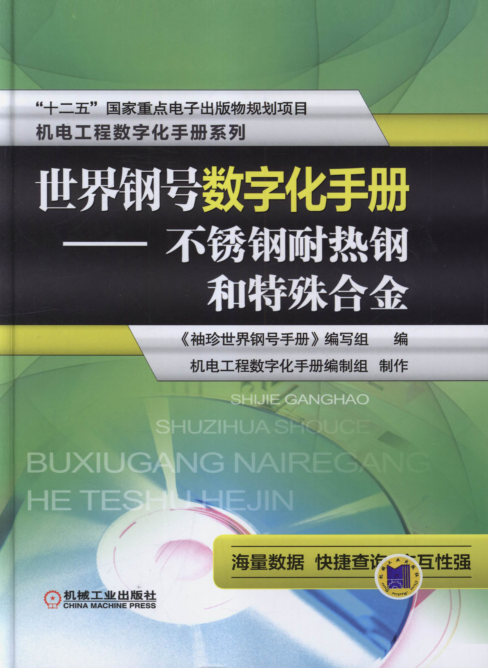 “十二五”国家重点电子出版物规划项目
机电工程数字化手册系列
世界钢号数字化手册
—— 不锈钢耐热钢
和特殊合金
《袖珍世界钢号手册》编写组 编
机电工程数字化手册编制组 制作
SHIJIE GANGHAO
SHUZIHUA SHOUCE
BUXIUGANG NAIREGANG
HE TESHU HEJIN
海量数据 快捷查询 互性强
机械工业出版社
CHINA MACHINE PRESS